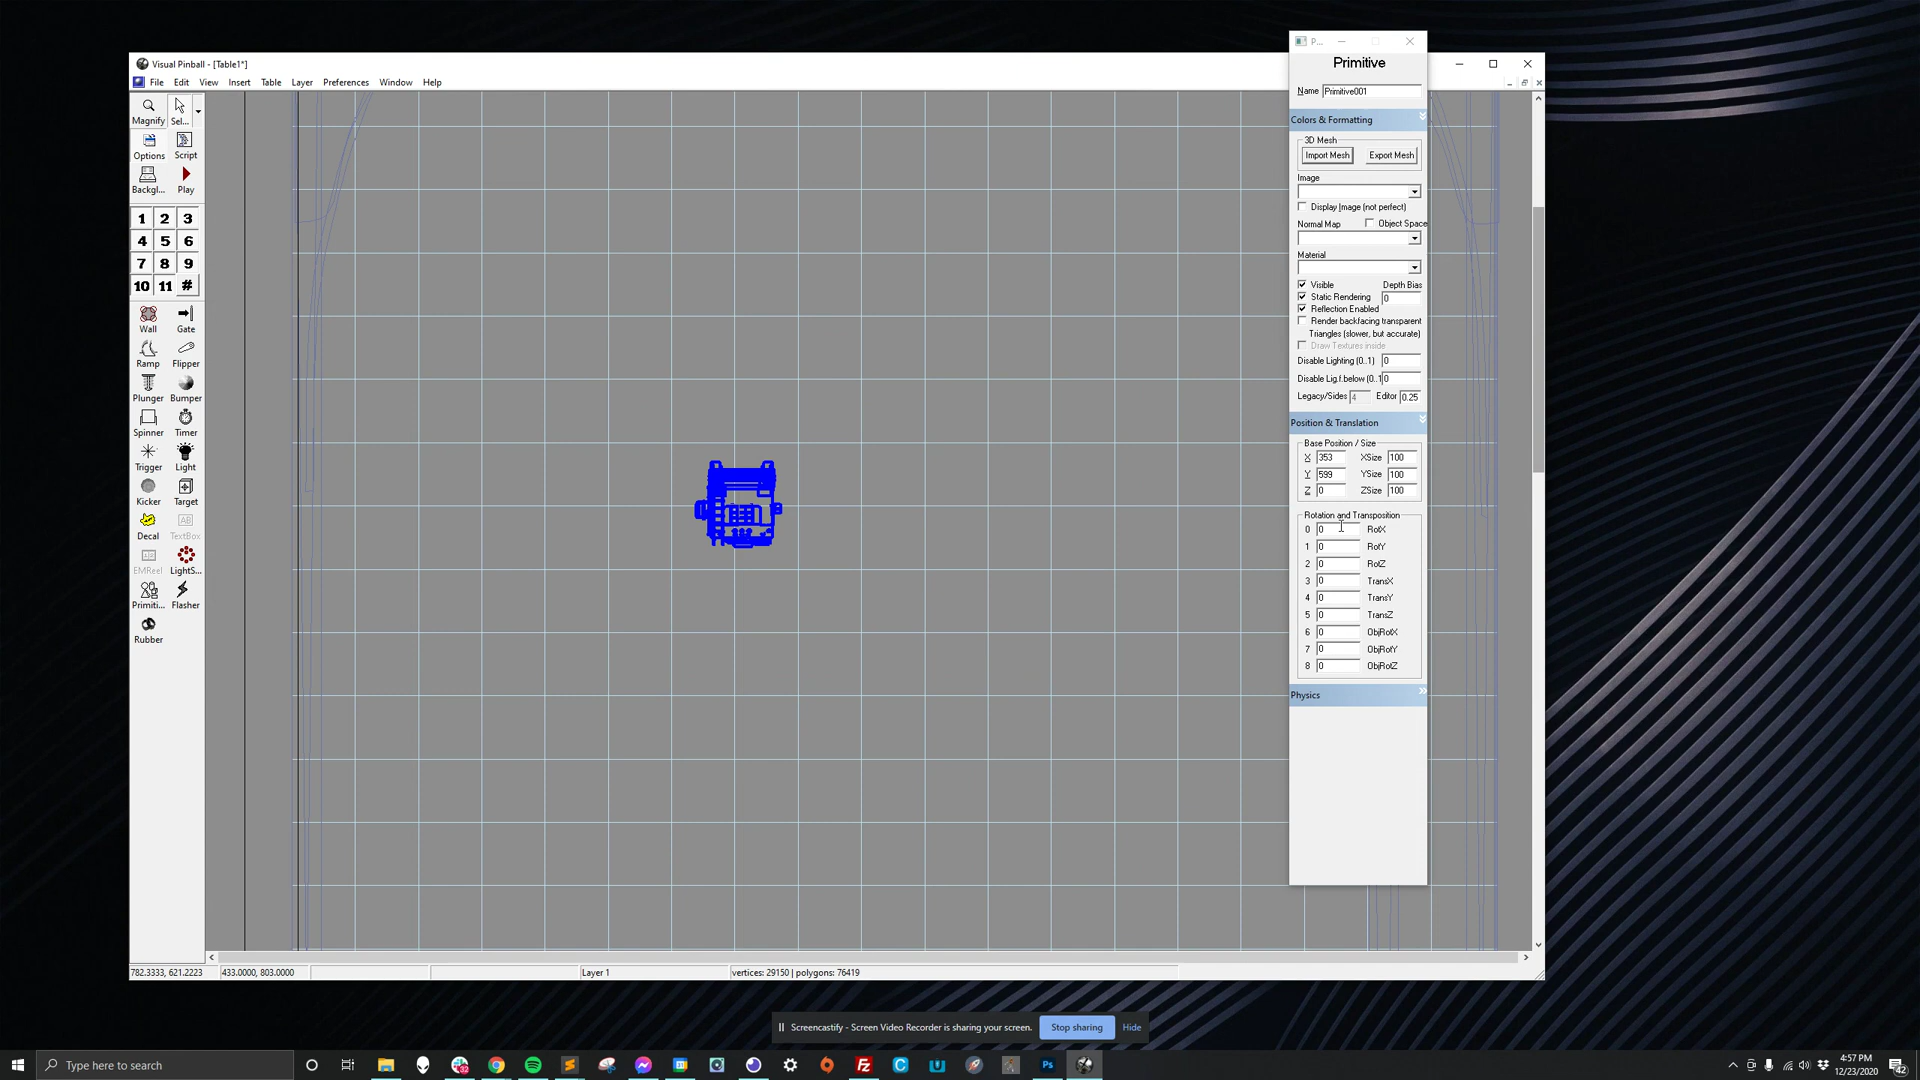 Visual Pinball - [Table1*]
File Edit View Insert Table Layer Preferences Window Help
Magnify Sel...
Options Script
Backgl... Play
1 2 3
4 5 6
7 8 9
10 11 #
Wall Gate
Ramp Flipper
Plunger Bumper
Spinner Timer
Trigger Light
Kicker Target
Decal TextBox
EMReel LightS...
Primiti... Flasher
Rubber
P...
Primitive
Name Primitive001
Colors & Formatting
3D Mesh
Import Mesh Export Mesh
Image
Display Image (not perfect)
Normal Map Object Space
Material
Visible Depth Bias
Static Rendering 0
Reflection Enabled
Render backfacing transparent
Triangles (slower, but accurate)
Draw Textures inside
Disable Lighting (0..1) 0
Disable Lig.f.below (0..1 0
Legacy/Sides 4 Editor 0.25
Position & Translation
Base Position / Size
X 353 XSize 100
Y 599 YSize 100
Z 0 ZSize 100
Rotation and Transposition
0 0 RotX
1 0 RotY
2 0 RotZ
3 0 TransX
4 0 TransY
5 0 TransZ
6 0 ObjRotX
7 0 ObjRotY
8 0 ObjRotZ
Physics
782.3333, 621.2223 433.0000, 803.0000 Layer 1 vertices: 29150 | polygons: 76419
Screencastify - Screen Video Recorder is sharing your screen. Stop sharing Hide
Type here to search
4:57 PM
12/23/2020